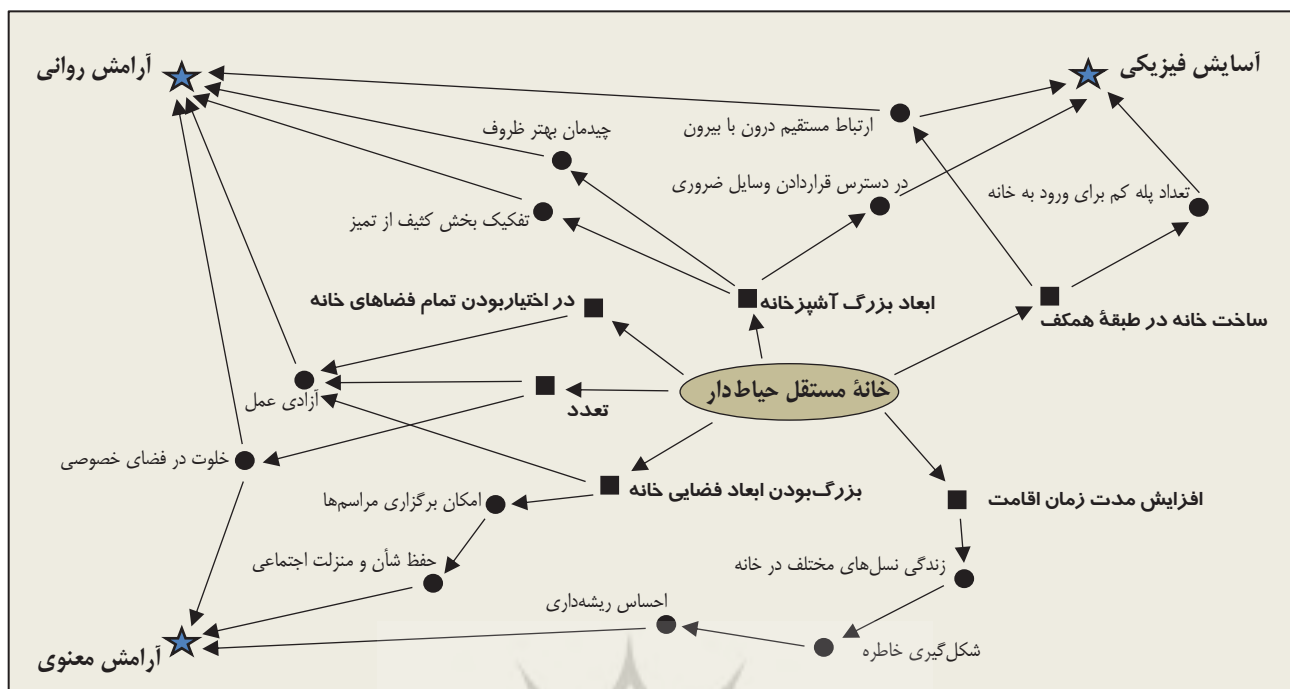 آسایش فیزیکی
آرامش روانی
ارتباط مستقیم درون با بیرون
چیدمان بهتر ظروف
در دسترس قراردادن وسایل ضروری
تعداد پله کم برای ورود به خانه
تفکیک بخش کثیف از تمیز
ساخت خانه در طبقهٔ همکف
ابعاد بزرگ آشپزخانه
در اختیاربودن تمام فضاهای خانه
خانهٔ مستقل حیاط‌دار
آزادی عمل
تعدد
خلوت در فضای خصوصی
بزرگ‌بودن ابعاد فضایی خانه
افزایش مدت زمان اقامت
امکان برگزاری مراسم‌ها
زندگی نسل‌های مختلف در خانه
حفظ شأن و منزلت اجتماعی
احساس ریشه‌داری
شکل‌گیری خاطره
آرامش معنوی